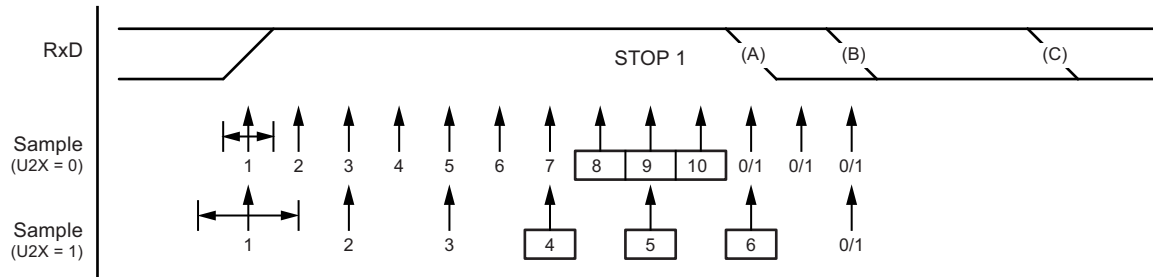 RxD STOP 1 (A) (B) (C)
Sample
(U2X = 0)
1 2 3 4 5 6 7 8 9 10 0/1 0/1 0/1
Sample
(U2X = 1)
1 2 3 4 5 6 0/1